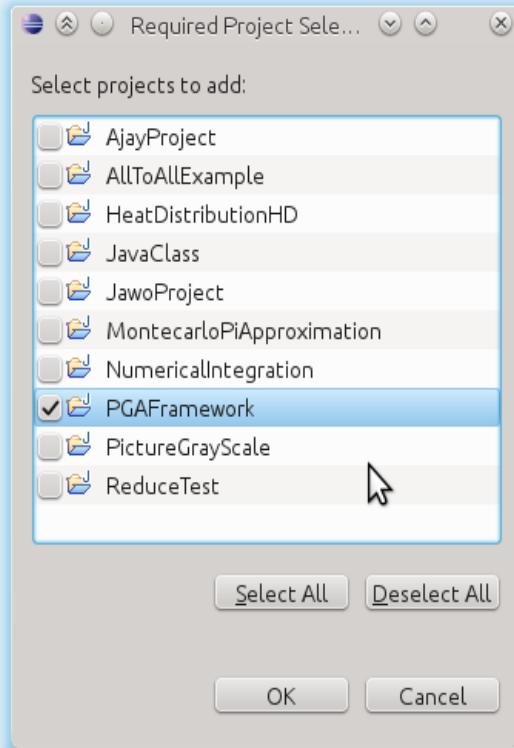 Required Project Sele...
Select projects to add:
AjayProject
AllToAllExample
HeatDistributionHD
JavaClass
JawoProject
MontecarloPiApproximation
NumericalIntegration
PGAFramework
PictureGrayScale
ReduceTest
Select All Deselect All
OK Cancel